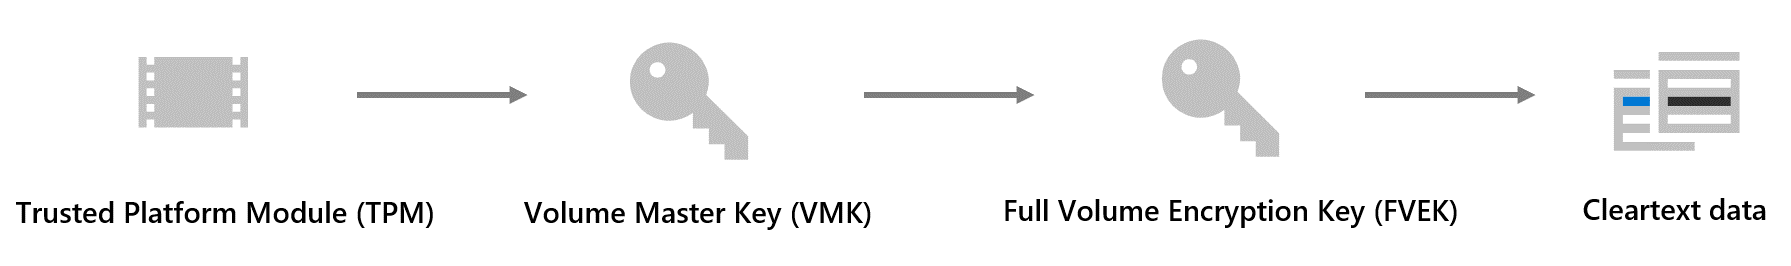 Trusted Platform Module (TPM)
Volume Master Key (VMK)
Full Volume Encryption Key (FVEK)
Cleartext data